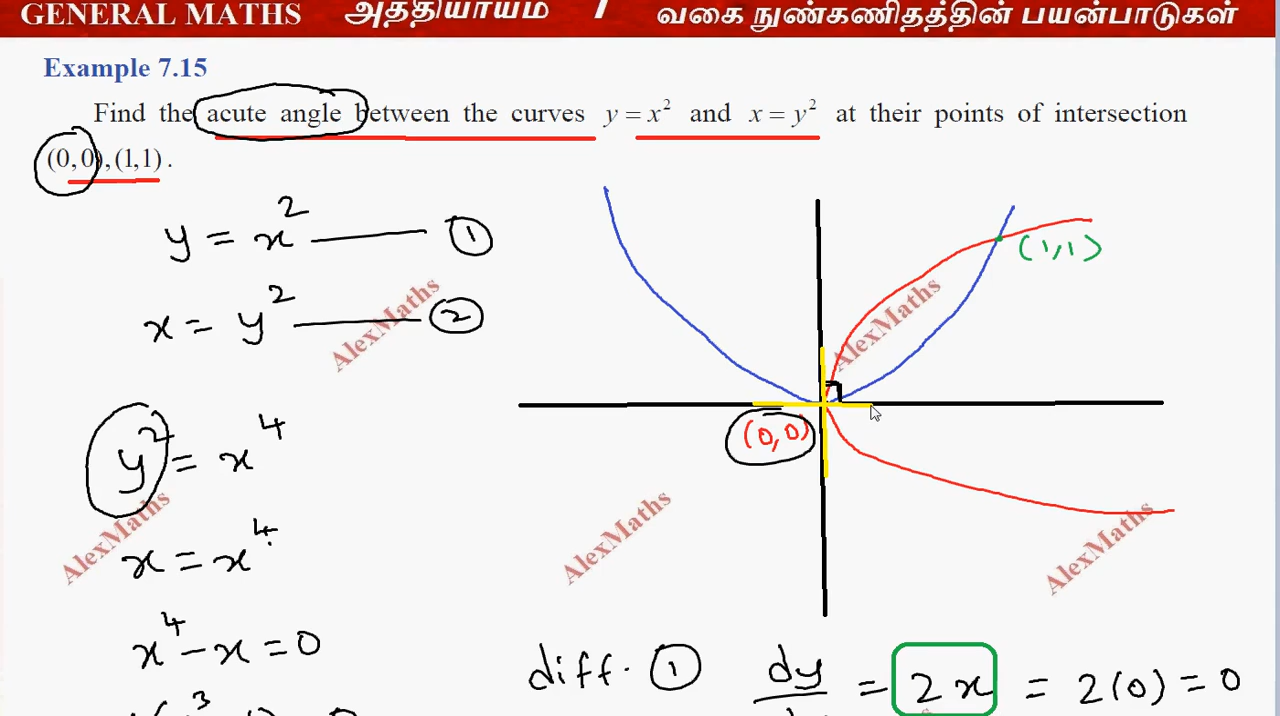 GENERAL MATHS அத்தியாயம் 7 வகை நுண்கணிதத்தின் பயன்பாடுகள்
Example 7.15
Find the acute angle between the curves y = x² and x = y² at their points of intersection
(0,0),(1,1).
y = x² ——— ①
x = y² ——— ②
y² = x⁴
x = x⁴
x⁴ − x = 0
(1,1)
(0,0)
diff. ① dy = 2x = 2(0) = 0
AlexMaths
AlexMaths
AlexMaths
AlexMaths
AlexMaths